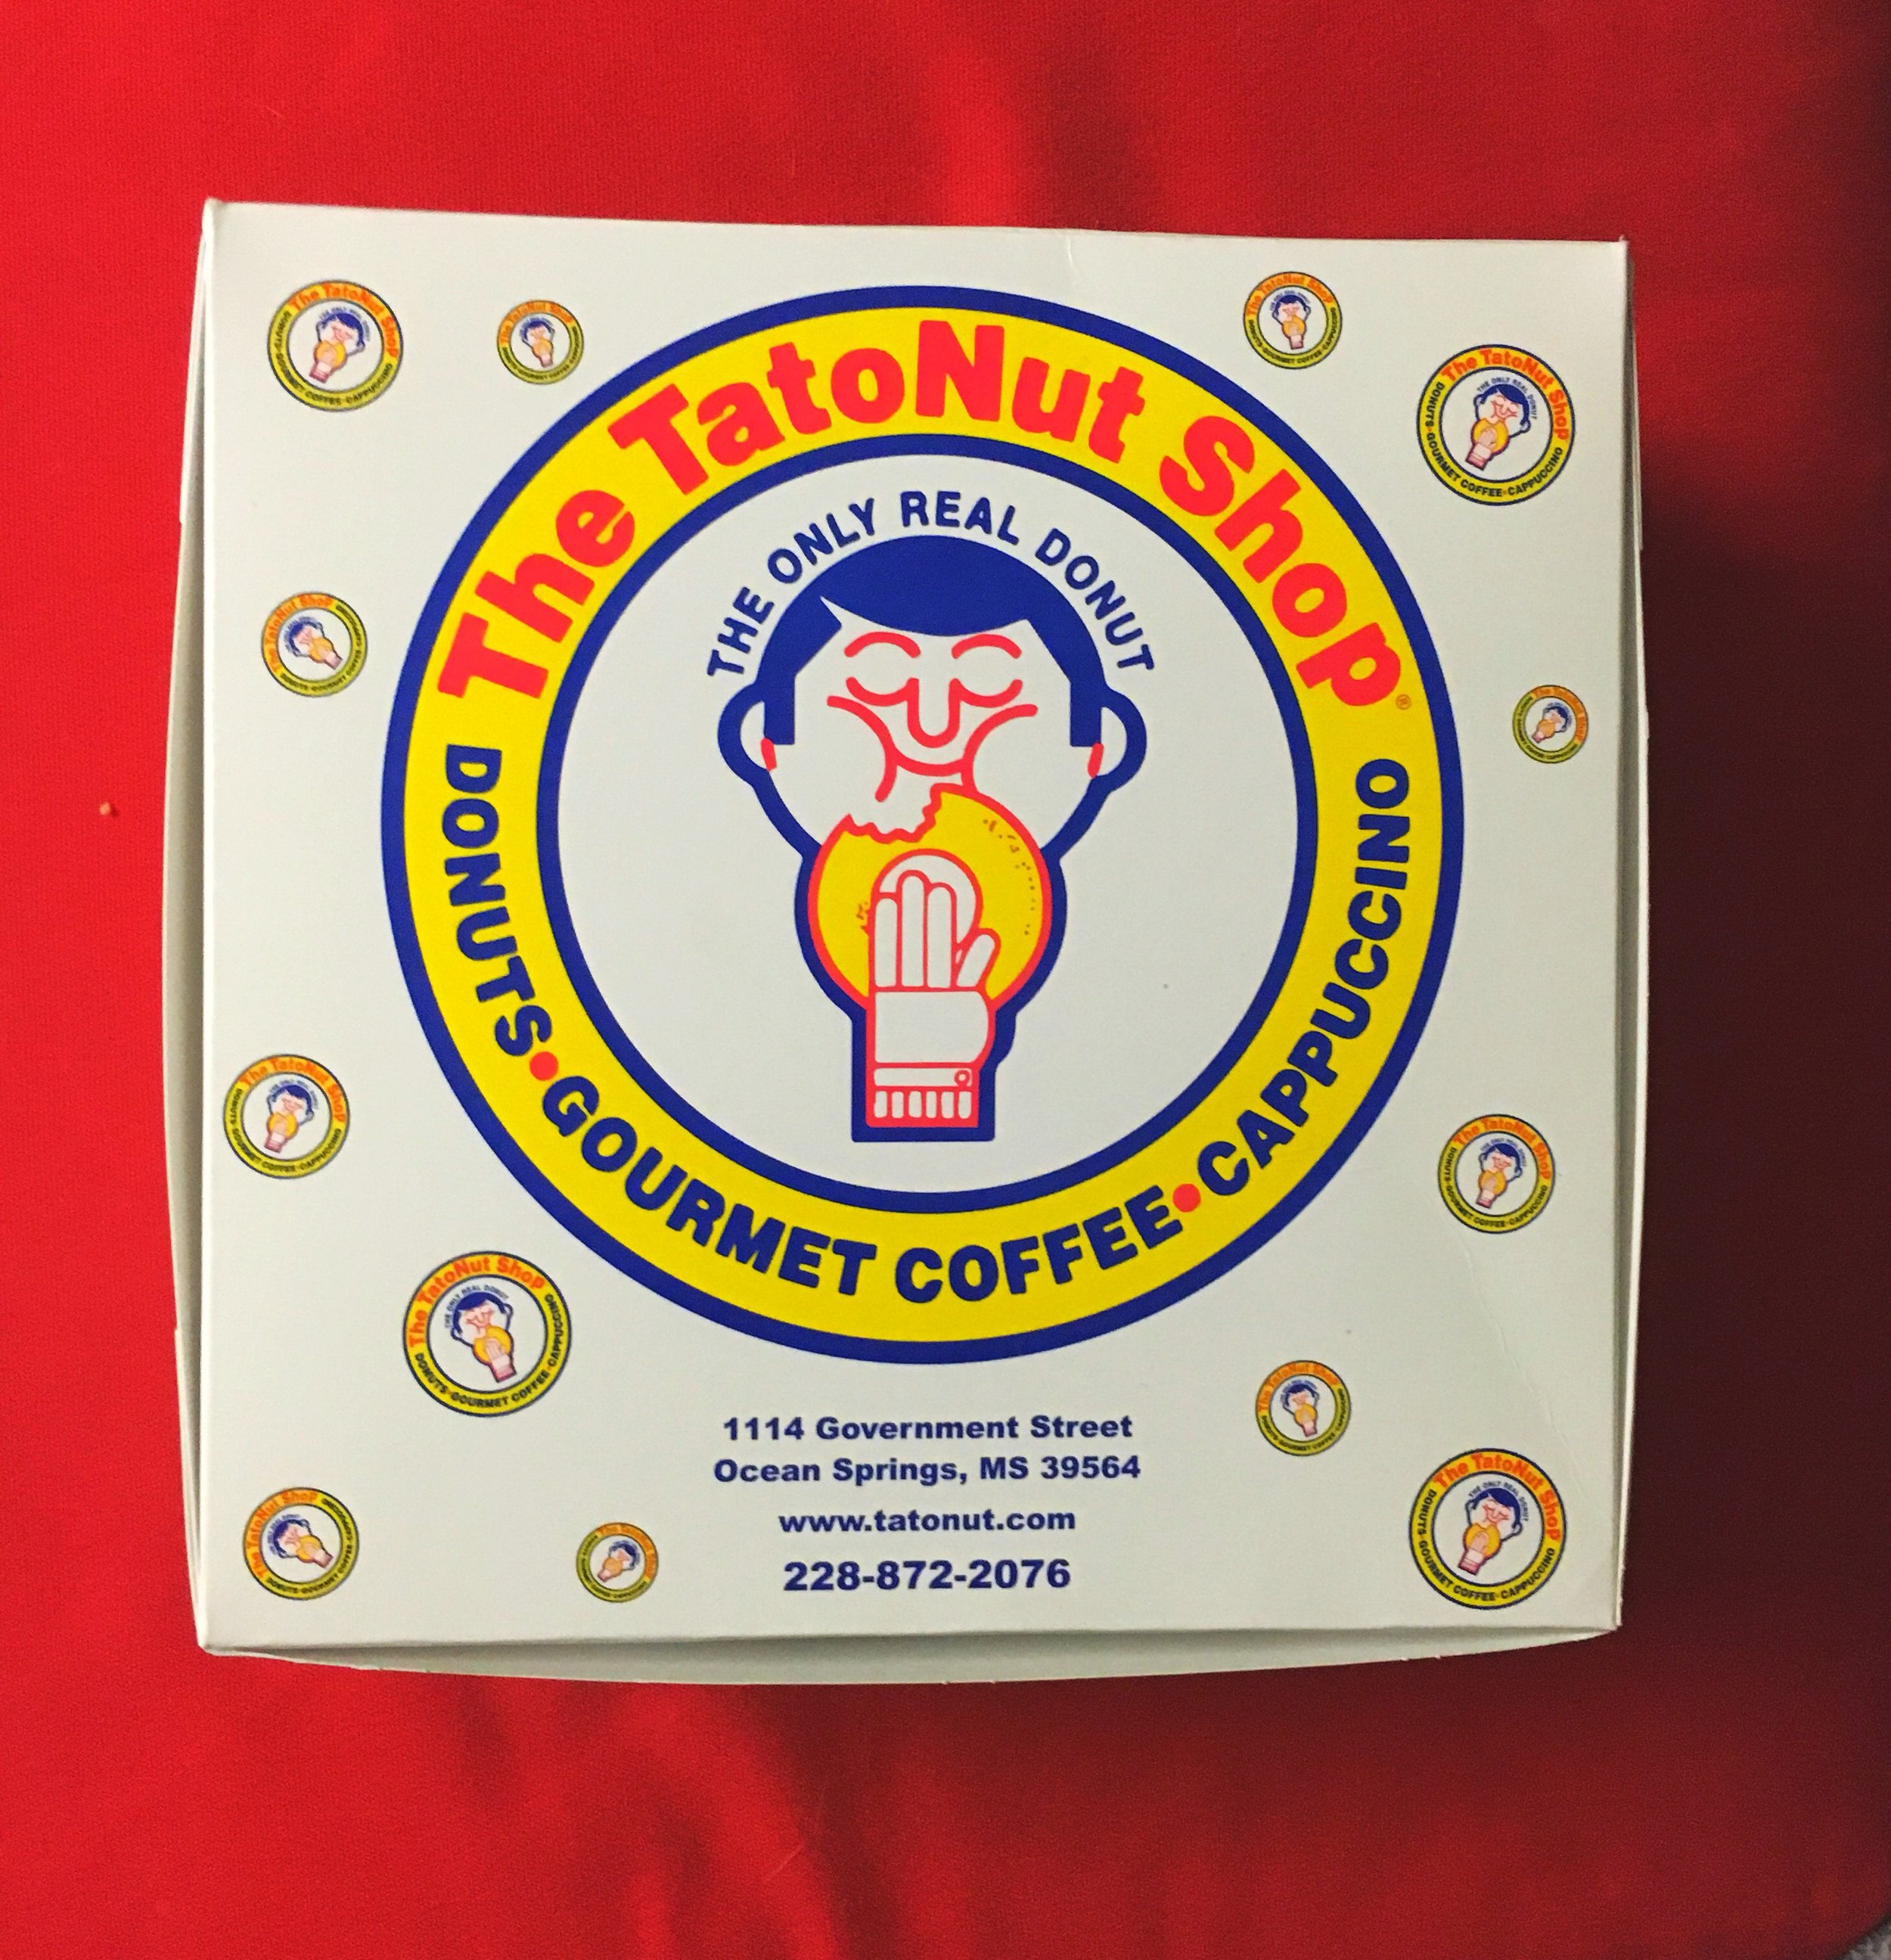 The TatoNut Shop®
THE ONLY REAL DONUT
DONUTS•GOURMET COFFEE•CAPPUCCINO
1114 Government Street
Ocean Springs, MS 39564
www.tatonut.com
228-872-2076